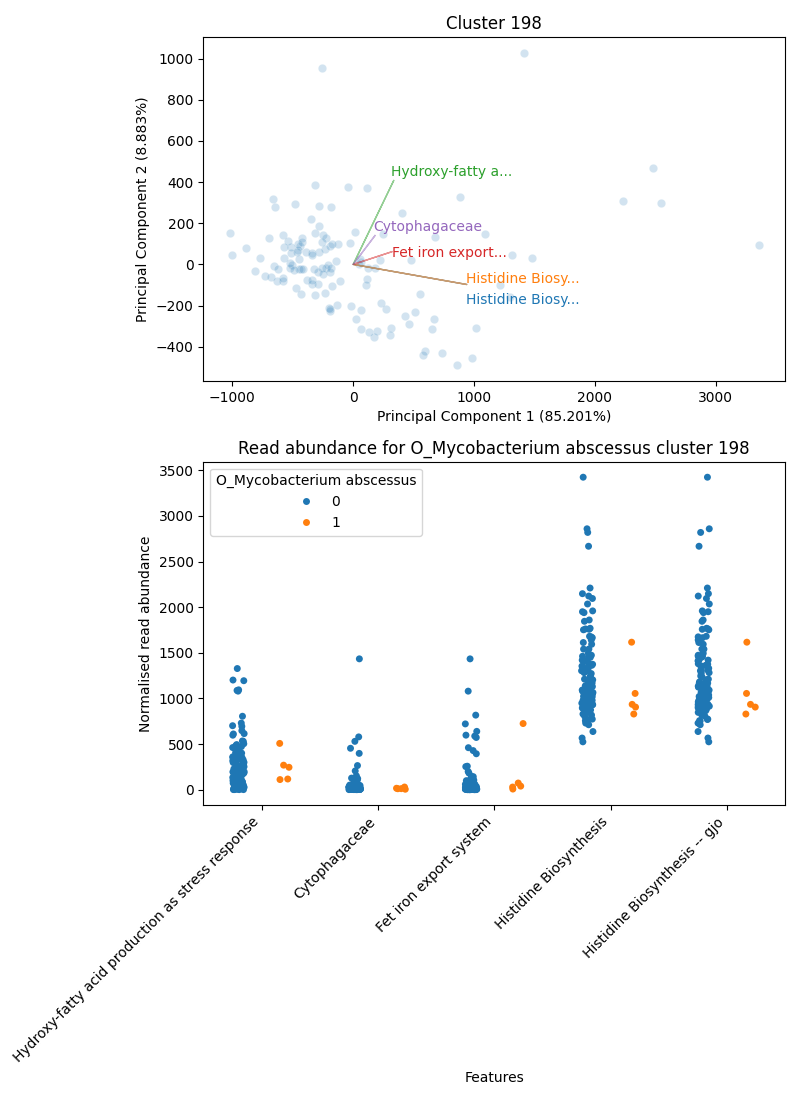 Cluster 198
Principal Component 2 (8.883%)
1000
800
600
400
200
0
−200
−400
Hydroxy-fatty a...
Cytophagaceae
Fet iron export...
Histidine Biosy...
Histidine Biosy...
−1000
0
1000
2000
3000
Principal Component 1 (85.201%)
Read abundance for O_Mycobacterium abscessus cluster 198
Normalised read abundance
3500
3000
2500
2000
1500
1000
500
0
O_Mycobacterium abscessus
0
1
Hydroxy-fatty acid production as stress response
Cytophagaceae
Fet iron export system
Histidine Biosynthesis
Histidine Biosynthesis -- gjo
Features